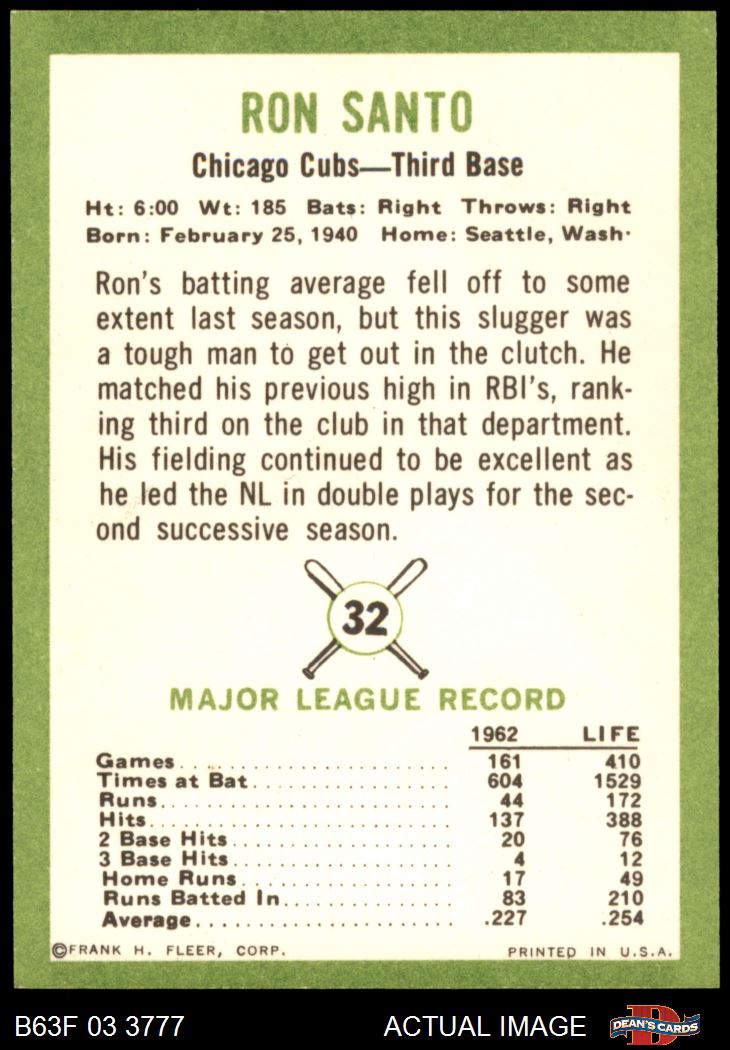 RON SANTO
Chicago Cubs—Third Base
Ht: 6:00 Wt: 185 Bats: Right Throws: Right
Born: February 25, 1940 Home: Seattle, Wash.
Ron's batting average fell off to some
extent last season, but this slugger was
a tough man to get out in the clutch. He
matched his previous high in RBI's, rank-
ing third on the club in that department.
His fielding continued to be excellent as
he led the NL in double plays for the sec-
ond successive season.
32
MAJOR LEAGUE RECORD
1962 LIFE
Games 161 410
Times at Bat 604 1529
Runs 44 172
Hits 137 388
2 Base Hits 20 76
3 Base Hits 4 12
Home Runs 17 49
Runs Batted In 83 210
Average .227 .254
©FRANK H. FLEER, CORP. PRINTED IN U.S.A.
B63F 03 3777 ACTUAL IMAGE D DEAN'S CARDS